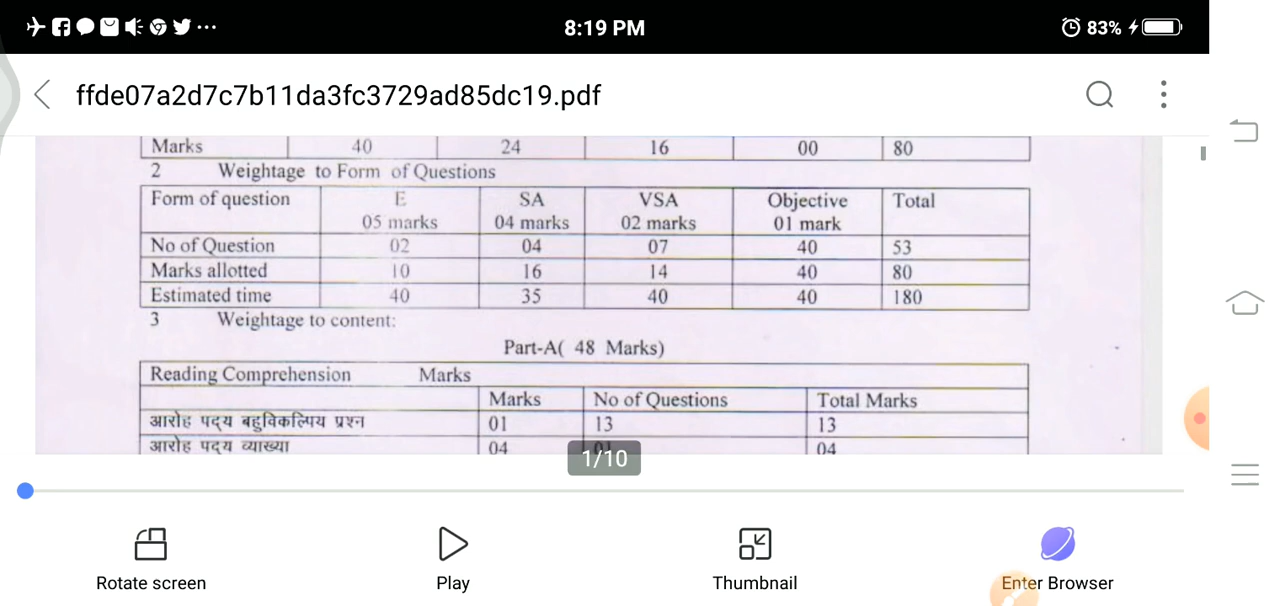 8:19 PM
83%
ffde07a2d7c7b11da3fc3729ad85dc19.pdf
Marks 40 24 16 00 80
2 Weightage to Form of Questions
Form of question E SA VSA Objective Total
05 marks 04 marks 02 marks 01 mark
No of Question 02 04 07 40 53
Marks allotted 10 16 14 40 80
Estimated time 40 35 40 40 180
3 Weightage to content:
Part-A( 48 Marks)
Reading Comprehension Marks
Marks No of Questions Total Marks
आरोह पद्य बहुविकल्पिय प्रश्न 01 13 13
आरोह पद्य व्याख्या 04 01 04
1/10
Rotate screen Play Thumbnail Enter Browser